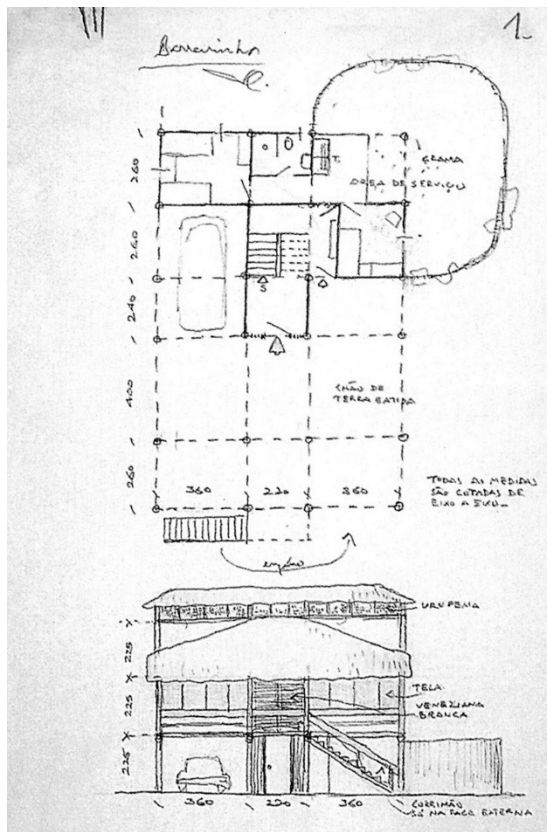 1.
Barreirinha
GRAMA
T.
ÁREA DE SERVIÇO
260
260
S
240
CHÃO DE
TERRA BATIDA
400
260
360 220 360
TODAS AS MEDIDAS
SÃO COTADAS DE
EIXO A EIXO
URUPEMA
225
TELA
VENEZIANA
BRANCA
225
225
360 220 360
CORRIMÃO
SÓ NA FACE EXTERNA